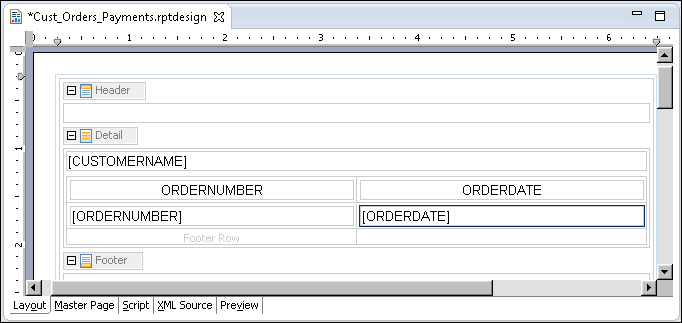 *Cust_Orders_Payments.rptdesign
0 1 2 3 4 5 6
0
Header
Detail
1
[CUSTOMERNAME]
ORDERNUMBER ORDERDATE
[ORDERNUMBER] [ORDERDATE]
Footer Row
2
Footer
Layout Master Page Script XML Source Preview